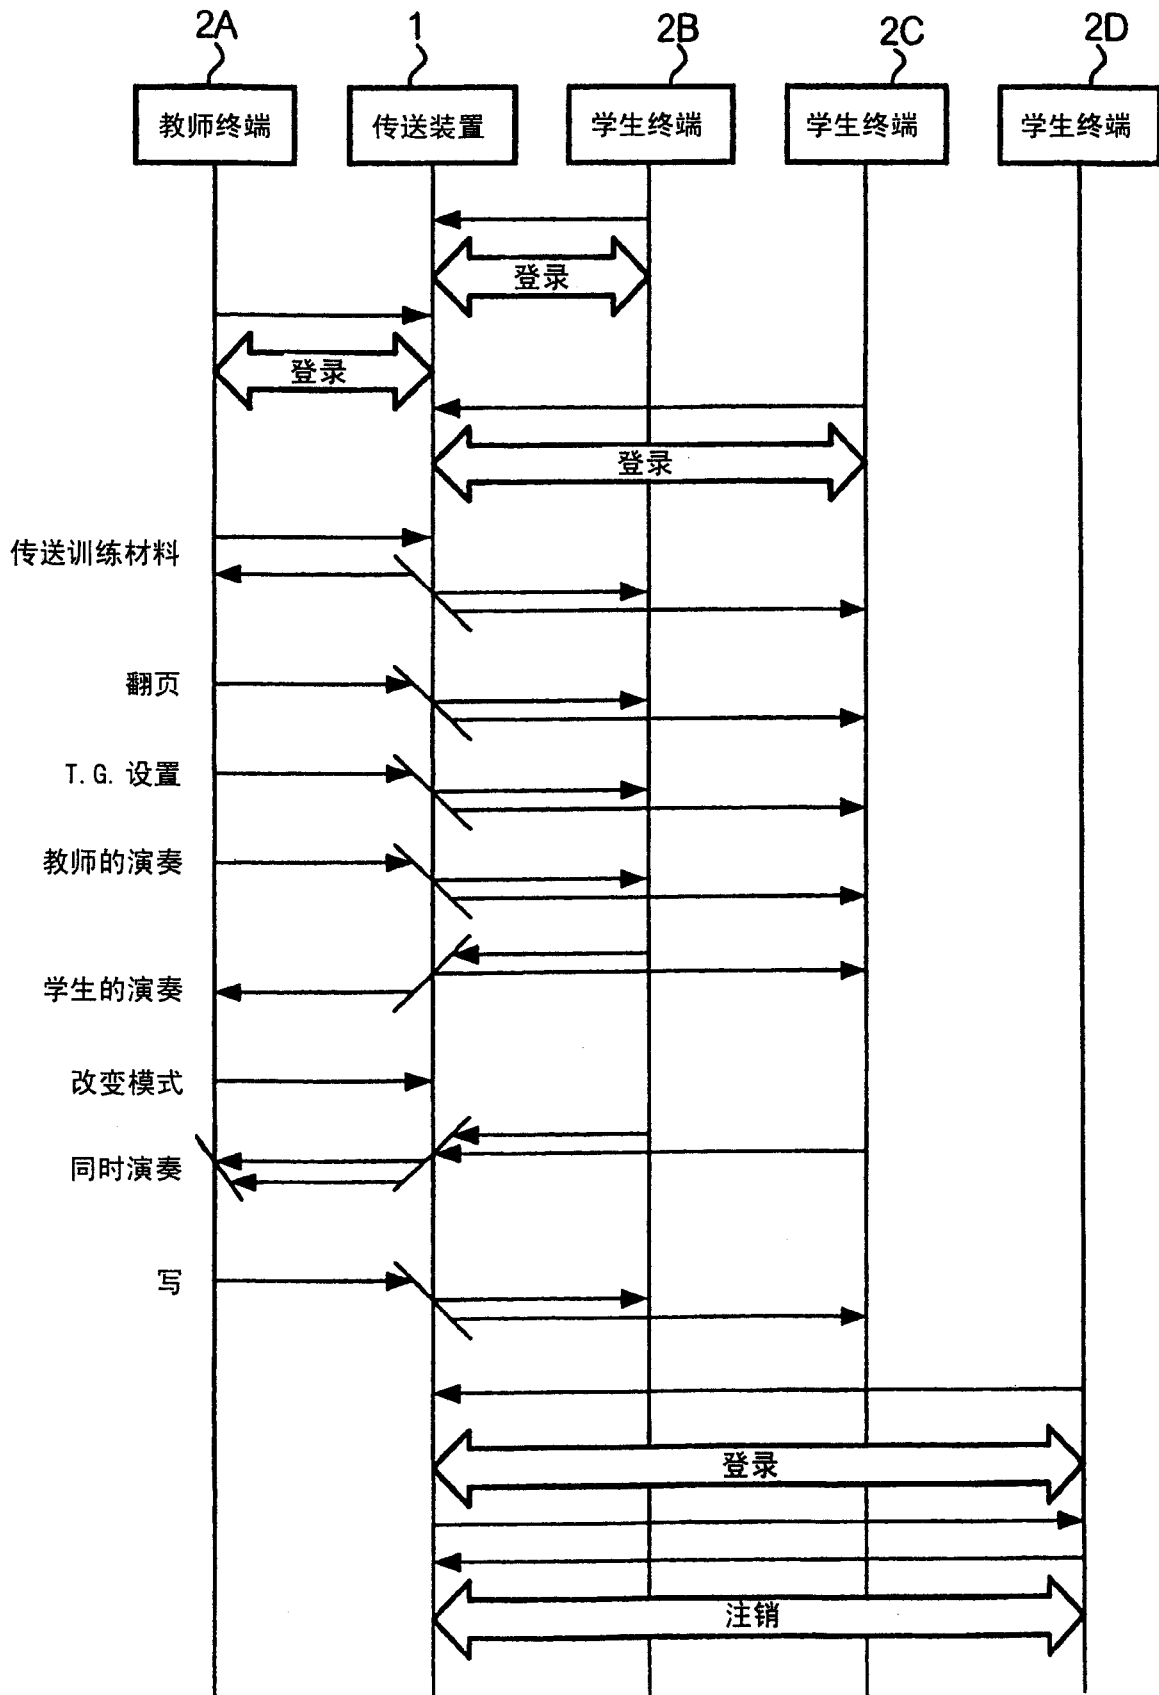 2A 1 2B 2C 2D
教师终端 传送装置 学生终端 学生终端 学生终端
登录
登录
登录
传送训练材料
翻页
T.G.设置
教师的演奏
学生的演奏
改变模式
同时演奏
写
登录
注销